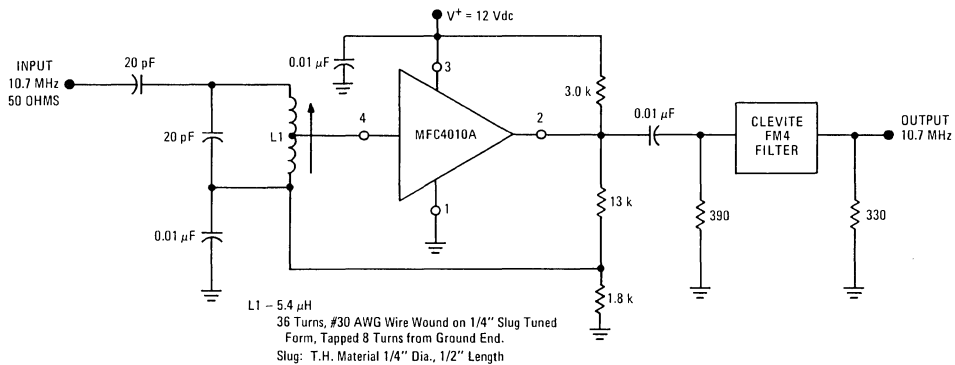 V+ = 12 Vdc
INPUT
10.7 MHz
50 OHMS
20 pF
0.01 μF
3
3.0 k
4
MFC4010A
2
0.01 μF
CLEVITE
FM4
FILTER
OUTPUT
10.7 MHz
20 pF
L1
1
13 k
390
330
0.01 μF
1.8 k
L1 – 5.4 μH
36 Turns, #30 AWG Wire Wound on 1/4" Slug Tuned
Form, Tapped 8 Turns from Ground End.
Slug: T.H. Material 1/4" Dia., 1/2" Length